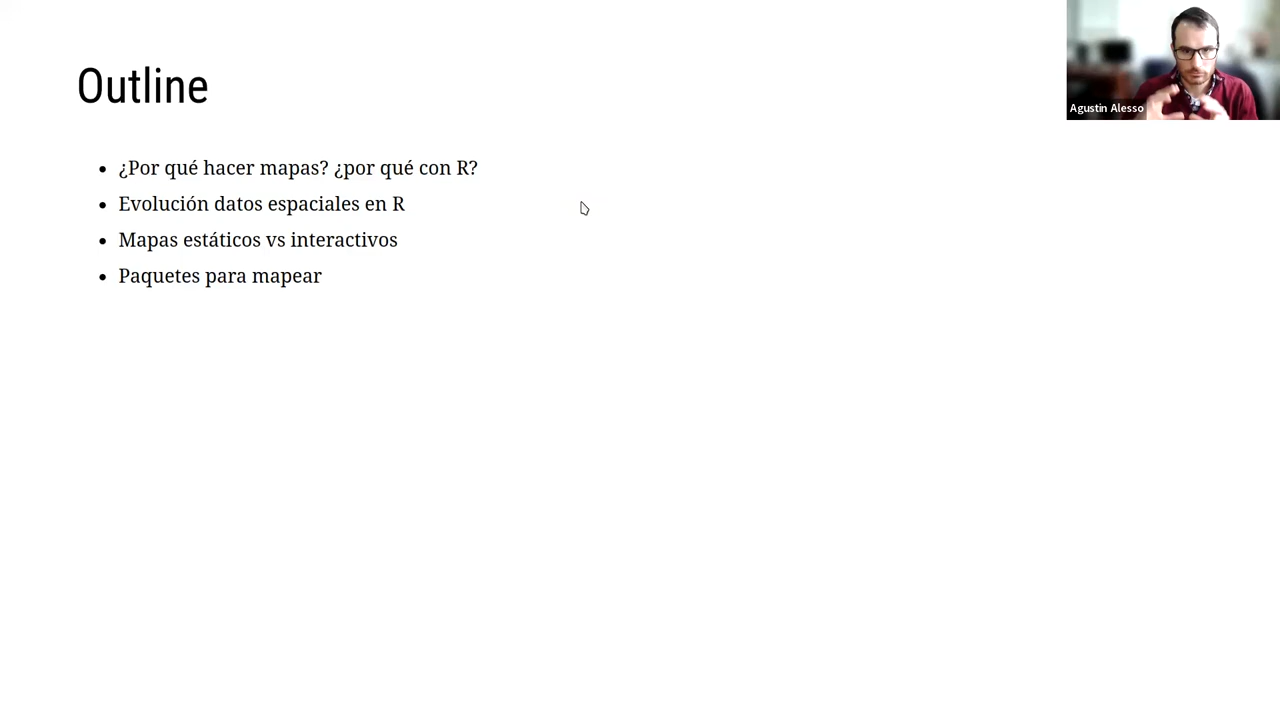 Outline
¿Por qué hacer mapas? ¿por qué con R?
Evolución datos espaciales en R
Mapas estáticos vs interactivos
Paquetes para mapear
Agustin Alesso